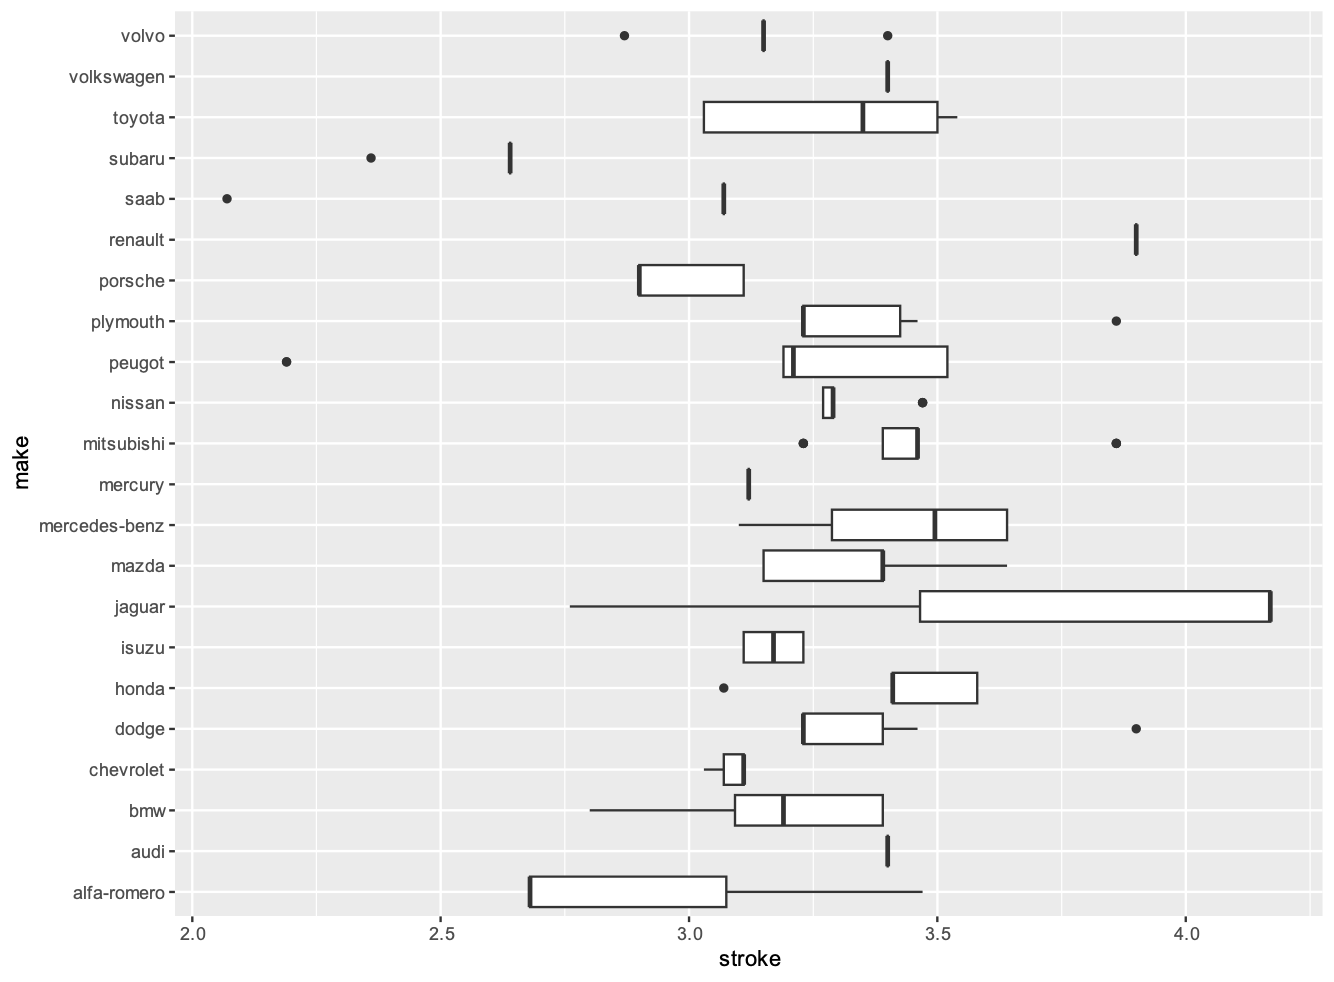 volvo
volkswagen
toyota
subaru
saab
renault
porsche
plymouth
peugot
nissan
mitsubishi
mercury
mercedes-benz
mazda
jaguar
isuzu
honda
dodge
chevrolet
bmw
audi
alfa-romero
make
2.0 2.5 3.0 3.5 4.0
stroke